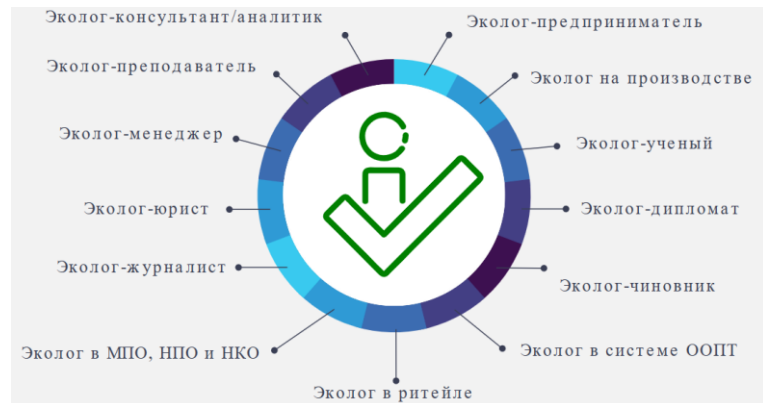 Эколог-консультант/аналитик
Эколог-предприниматель
Эколог-преподаватель
Эколог на производстве
Эколог-менеджер
Эколог-ученый
Эколог-юрист
Эколог-дипломат
Эколог-журналист
Эколог-чиновник
Эколог в МПО, НПО и НКО
Эколог в системе ООПТ
Эколог в ритейле